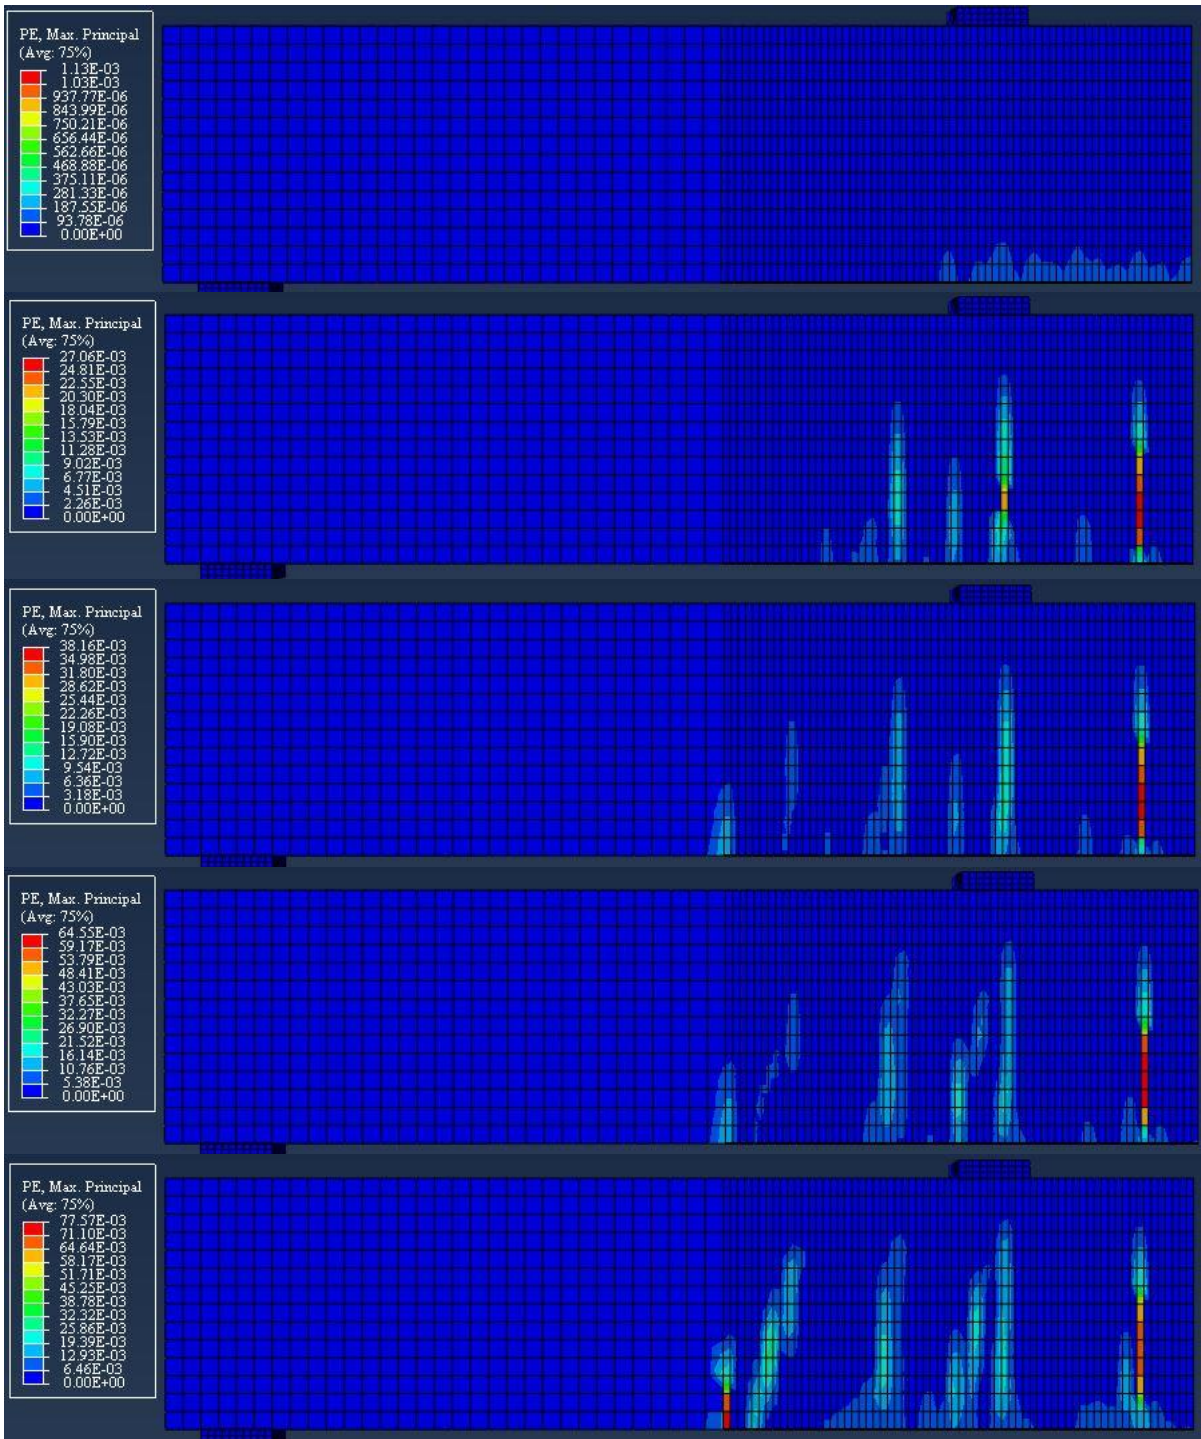 PE, Max. Principal
(Avg: 75%)
1.13E-03
1.03E-03
937.77E-06
843.99E-06
750.21E-06
656.44E-06
562.66E-06
468.88E-06
375.11E-06
281.33E-06
187.55E-06
93.78E-06
0.00E+00
PE, Max. Principal
(Avg: 75%)
27.06E-03
24.81E-03
22.55E-03
20.30E-03
18.04E-03
15.79E-03
13.53E-03
11.28E-03
9.02E-03
6.77E-03
4.51E-03
2.26E-03
0.00E+00
PE, Max. Principal
(Avg: 75%)
38.16E-03
34.98E-03
31.80E-03
28.62E-03
25.44E-03
22.26E-03
19.08E-03
15.90E-03
12.72E-03
9.54E-03
6.36E-03
3.18E-03
0.00E+00
PE, Max. Principal
(Avg: 75%)
64.55E-03
59.17E-03
53.79E-03
48.41E-03
43.03E-03
37.65E-03
32.27E-03
26.90E-03
21.52E-03
16.14E-03
10.76E-03
5.38E-03
0.00E+00
PE, Max. Principal
(Avg: 75%)
77.57E-03
71.10E-03
64.64E-03
58.17E-03
51.71E-03
45.25E-03
38.78E-03
32.32E-03
25.86E-03
19.39E-03
12.93E-03
6.46E-03
0.00E+00